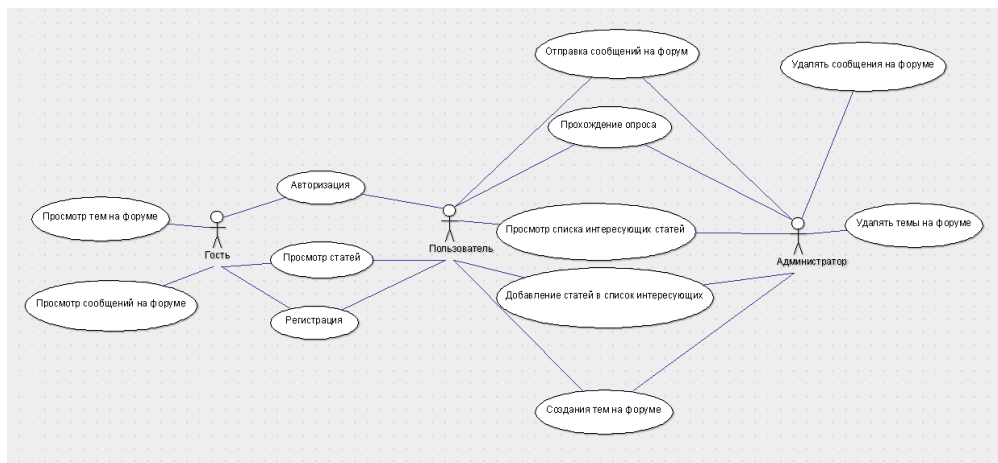 Отправка сообщений на форум
Удалять сообщения на форуме
Прохождение опроса
Авторизация
Просмотр тем на форуме
Гость
Пользователь
Просмотр списка интересующих статей
Удалять темы на форуме
Администратор
Просмотр статей
Просмотр сообщений на форуме
Добавление статей в список интересующих
Регистрация
Создания тем на форуме